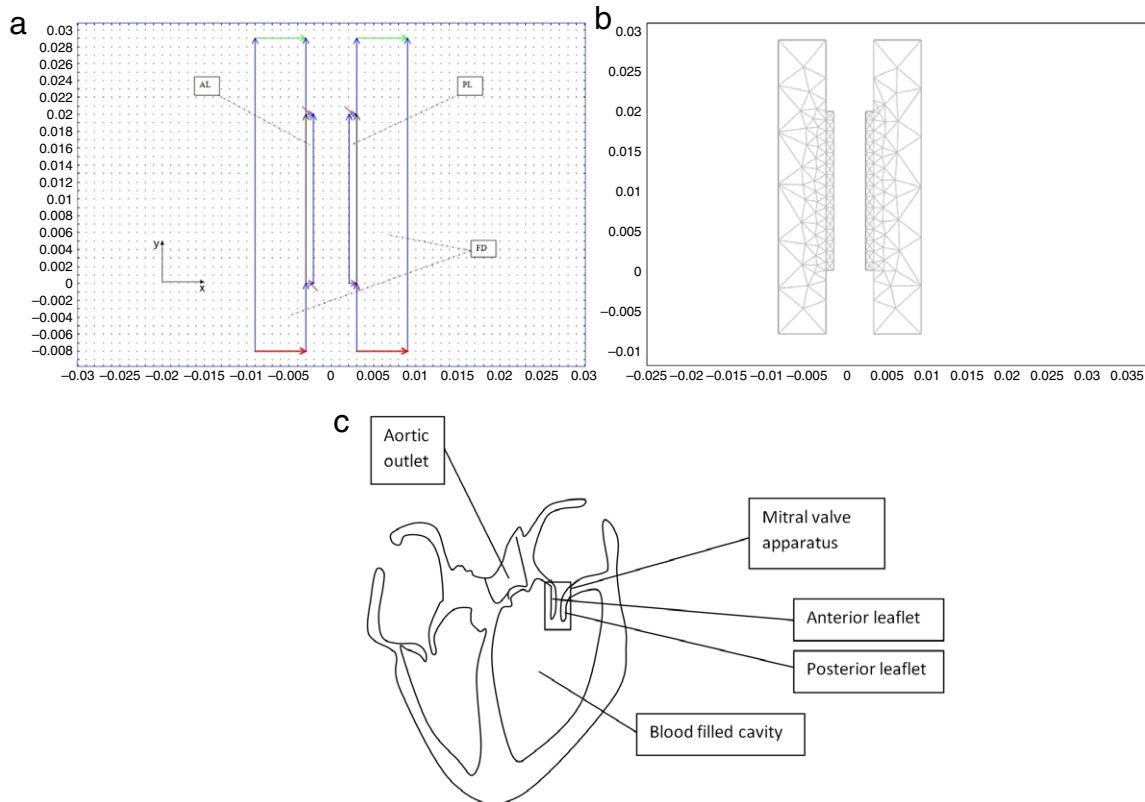 a
0.03
0.028
0.026
0.024
0.022
0.02
0.018
0.016
0.014
0.012
0.01
0.008
0.006
0.004
0.002
0
−0.002
−0.004
−0.006
−0.008
AL
PL
FD
y
x
−0.03 −0.025 −0.02 −0.015 −0.01 −0.005 0 0.005 0.01 0.015 0.02 0.025 0.03
b
0.03
0.025
0.02
0.015
0.01
0.005
0
−0.005
−0.01
−0.025 −0.02 −0.015 −0.01 −0.005 0 0.005 0.01 0.015 0.02 0.025 0.03 0.035
c
Aortic
outlet
Mitral valve
apparatus
Anterior leaflet
Posterior leaflet
Blood filled cavity